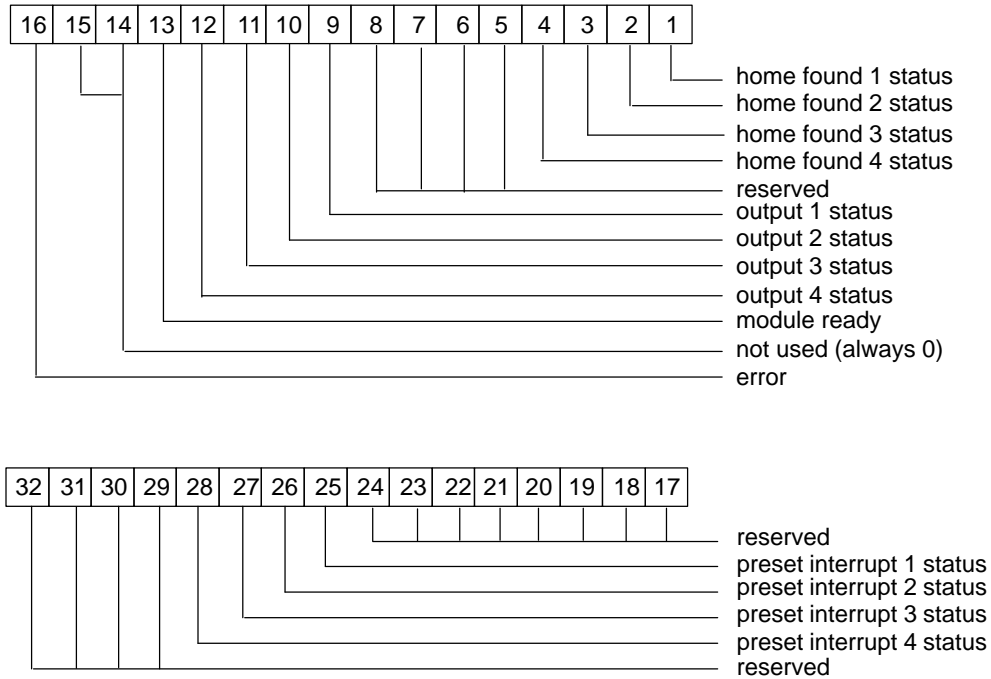 16 15 14 13 12 11 10 9 8 7 6 5 4 3 2 1
home found 1 status
home found 2 status
home found 3 status
home found 4 status
reserved
output 1 status
output 2 status
output 3 status
output 4 status
module ready
not used (always 0)
error
32 31 30 29 28 27 26 25 24 23 22 21 20 19 18 17
reserved
preset interrupt 1 status
preset interrupt 2 status
preset interrupt 3 status
preset interrupt 4 status
reserved